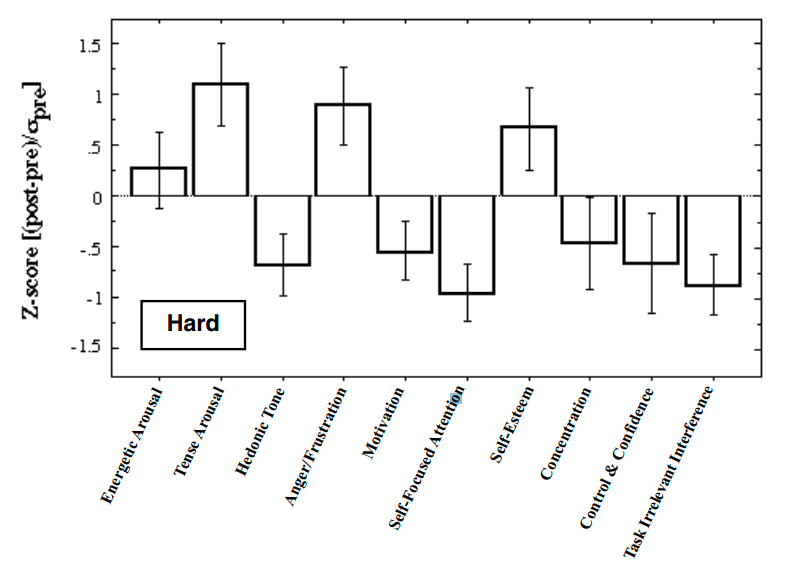 Z-score [(post-pre)/σpre]
1.5
1
.5
0
-.5
-1
-1.5
Hard
Energetic Arousal
Tense Arousal
Hedonic Tone
Anger/Frustration
Motivation
Self-Focused Attention
Self-Esteem
Concentration
Control & Confidence
Task Irrelevant Interference